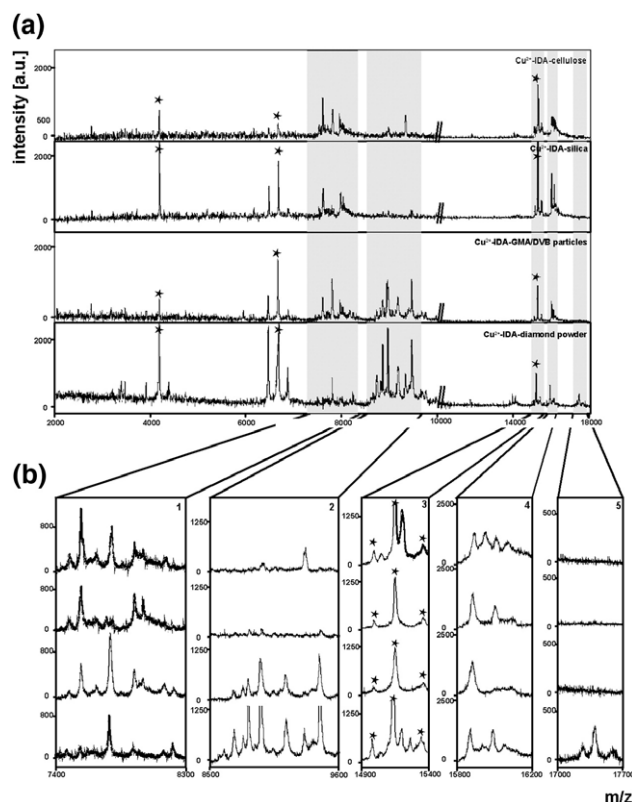 (a)
intensity [a.u.]
Cu²⁺-IDA-cellulose
2000
500
0
Cu²⁺-IDA-silica
2000
0
Cu²⁺-IDA-GMA/DVB particles
2000
0
Cu²⁺-IDA-diamond powder
2000
0
2000 4000 6000 8000 10000 14000 16000
(b)
1 2 3 4 5
800 1250 1250 2500 500
0 0 0 0 0
800 1250 1250 2500 500
0 0 0 0 0
800 1250 1250 2500 500
0 0 0 0 0
800 1250 1250 2500 500
0 0 0 0 0
7400 8300 8500 9600 14900 15400 15800 16200 17000 17700
m/z